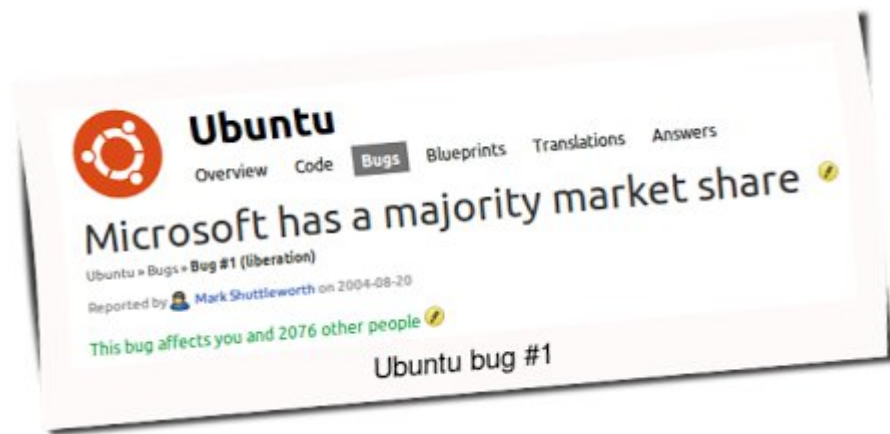 Ubuntu
Overview Code Bugs Blueprints Translations Answers
Microsoft has a majority market share
Ubuntu » Bugs » Bug #1 (liberation)
Reported by Mark Shuttleworth on 2004-08-20
This bug affects you and 2076 other people
Ubuntu bug #1